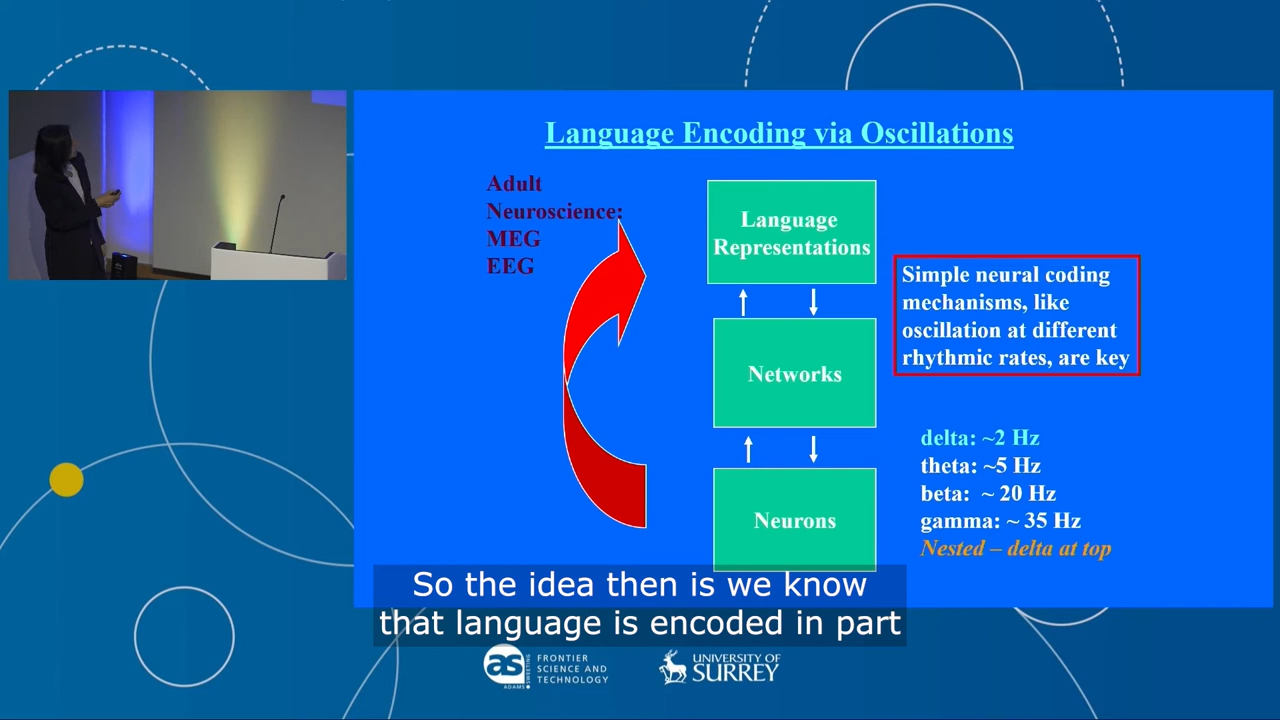 Language Encoding via Oscillations
Adult
Neuroscience:
MEG
EEG
Language
Representations
Networks
Neurons
Simple neural coding
mechanisms, like
oscillation at different
rhythmic rates, are key
delta: ~2 Hz
theta: ~5 Hz
beta: ~ 20 Hz
gamma: ~ 35 Hz
Nested – delta at top
So the idea then is we know
that language is encoded in part
as
ADAMS
SWEETING
FRONTIER
SCIENCE AND
TECHNOLOGY
UNIVERSITY OF
SURREY